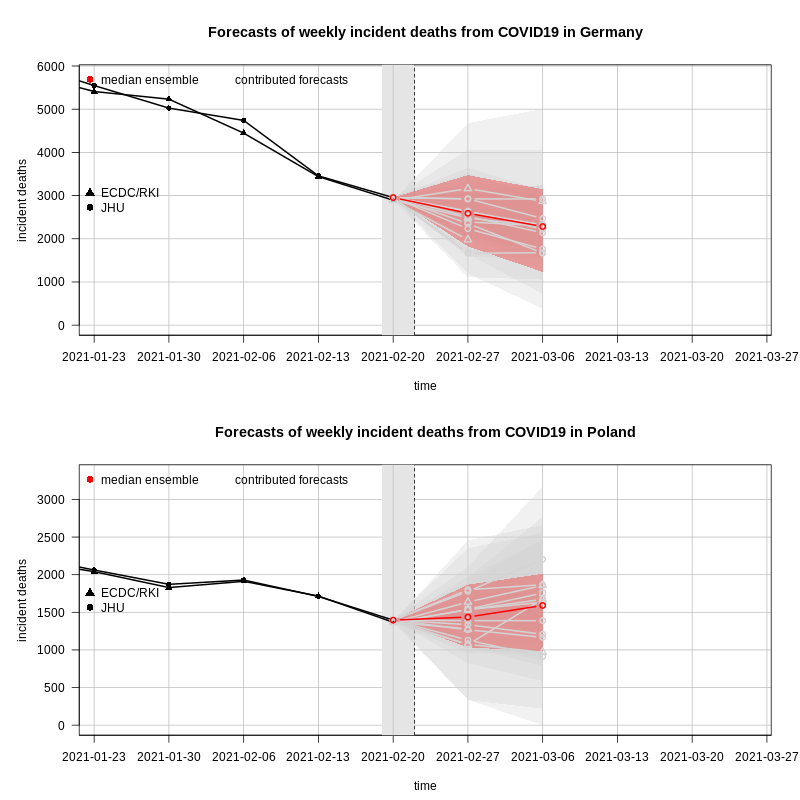 Forecasts of weekly incident deaths from COVID19 in Germany
6000
median ensemble contributed forecasts
5000
4000
incident deaths
3000
ECDC/RKI
JHU
2000
1000
0
2021-01-23 2021-01-30 2021-02-06 2021-02-13 2021-02-20 2021-02-27 2021-03-06 2021-03-13 2021-03-20 2021-03-27
time
Forecasts of weekly incident deaths from COVID19 in Poland
median ensemble contributed forecasts
3000
2500
2000
incident deaths
ECDC/RKI
JHU
1500
1000
500
0
2021-01-23 2021-01-30 2021-02-06 2021-02-13 2021-02-20 2021-02-27 2021-03-06 2021-03-13 2021-03-20 2021-03-27
time